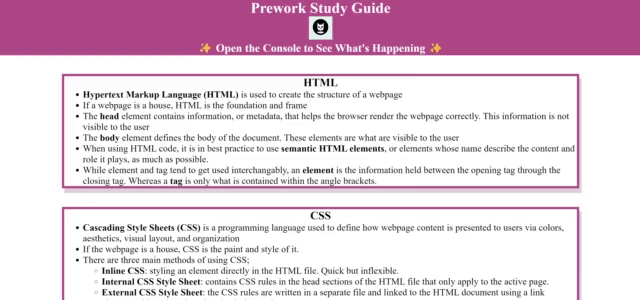 Prework Study Guide
✨ Open the Console to See What's Happening ✨
HTML
• Hypertext Markup Language (HTML) is used to create the structure of a webpage
• If a webpage is a house, HTML is the foundation and frame
• The head element contains information, or metadata, that helps the browser render the webpage correctly. This information is not
visible to the user
• The body element defines the body of the document. These elements are what are visible to the user
• When using HTML code, it is in best practice to use semantic HTML elements, or elements whose name describe the content and
role it plays, as much as possible.
• While element and tag tend to get used interchangably, an element is the information held between the opening tag through the
closing tag. Whereas a tag is only what is contained within the angle brackets.
CSS
• Cascading Style Sheets (CSS) is a programming language used to define how webpage content is presented to users via colors,
aesthetics, visual layout, and organization
• If the webpage is a house, CSS is the paint and style of it.
• There are three main methods of using CSS;
◦ Inline CSS: styling an element directly in the HTML file. Quick but inflexible.
◦ Internal CSS Style Sheet: contains CSS rules in the head sections of the HTML file that only apply to the active page.
◦ External CSS Style Sheet: the CSS rules are written in a separate file and linked to the HTML document using a link